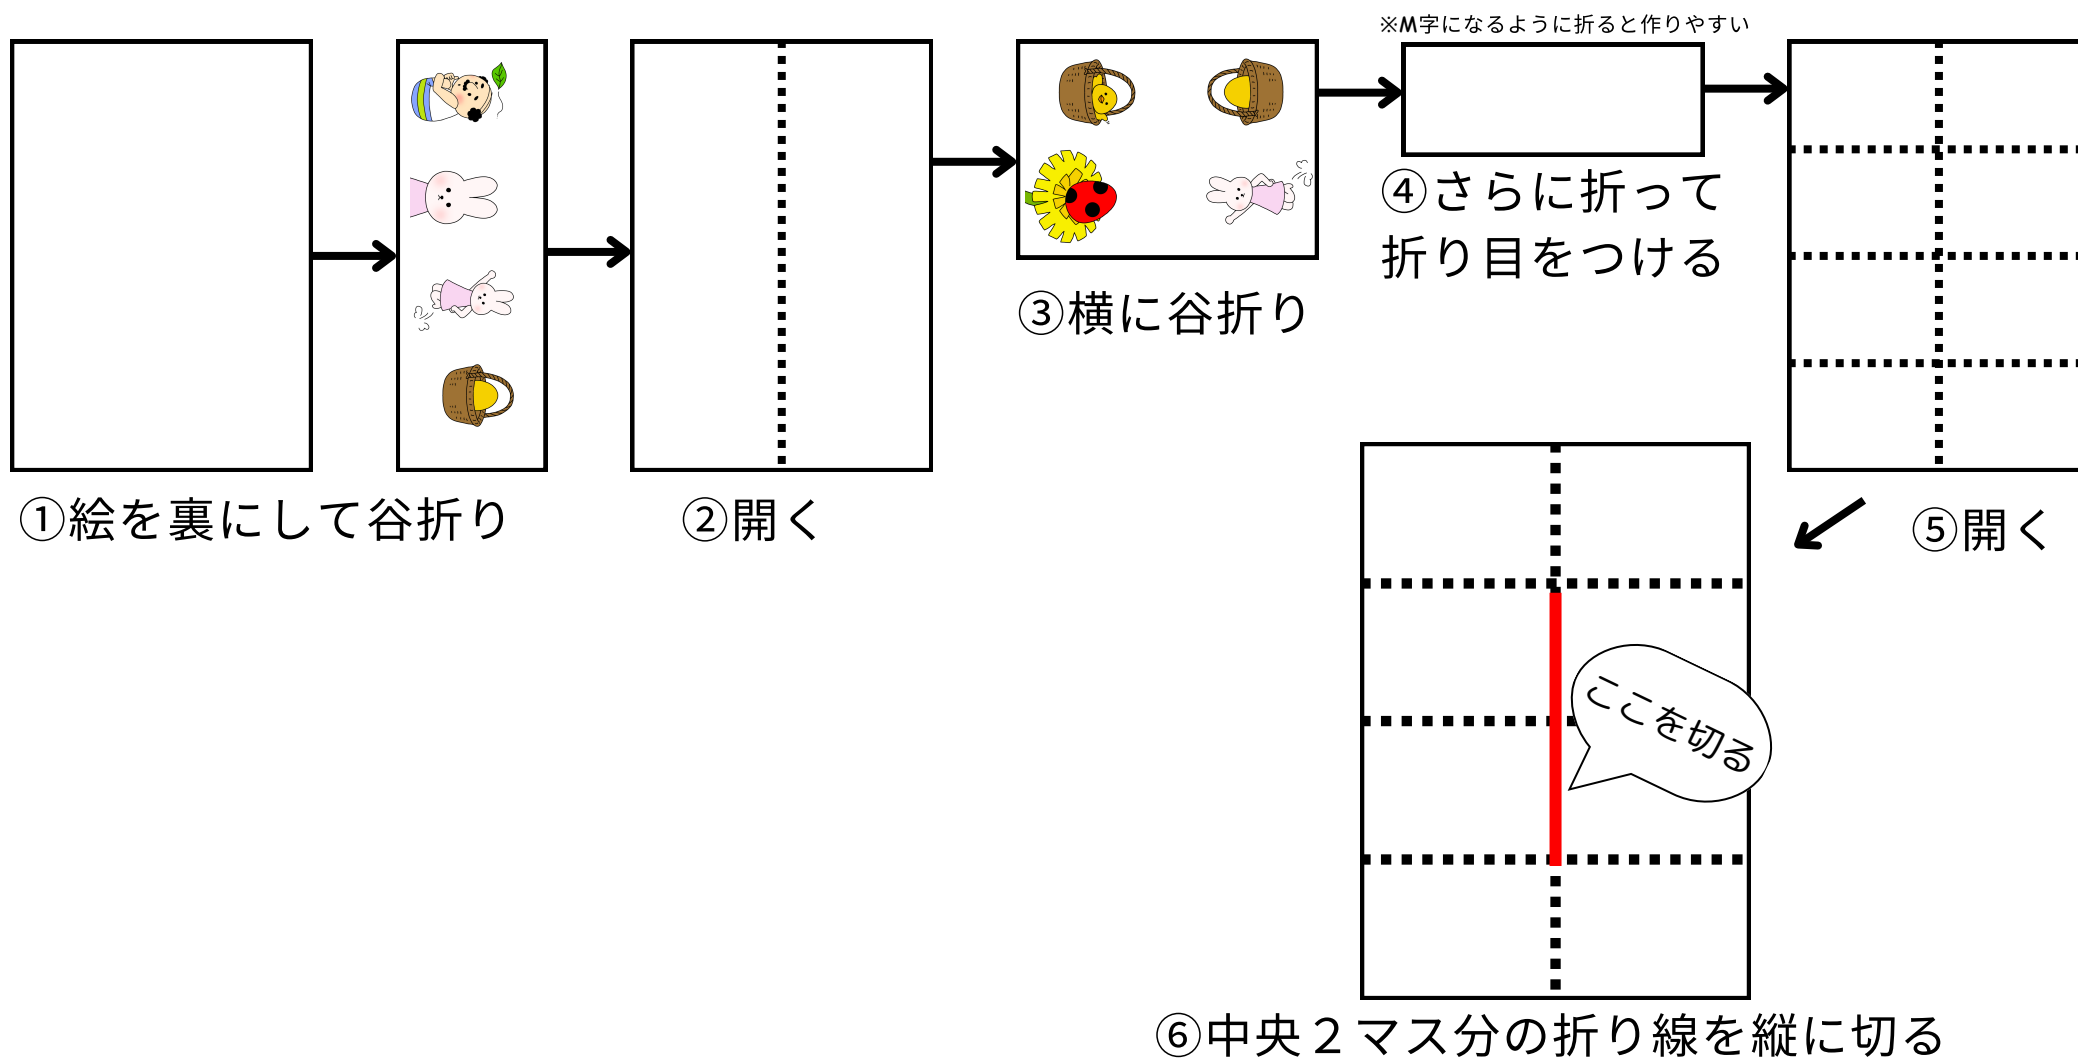 ※M字になるように折ると作りやすい
①絵を裏にして谷折り
②開く
③横に谷折り
④さらに折って
折り目をつける
⑤開く
ここを切る
⑥中央２マス分の折り線を縦に切る